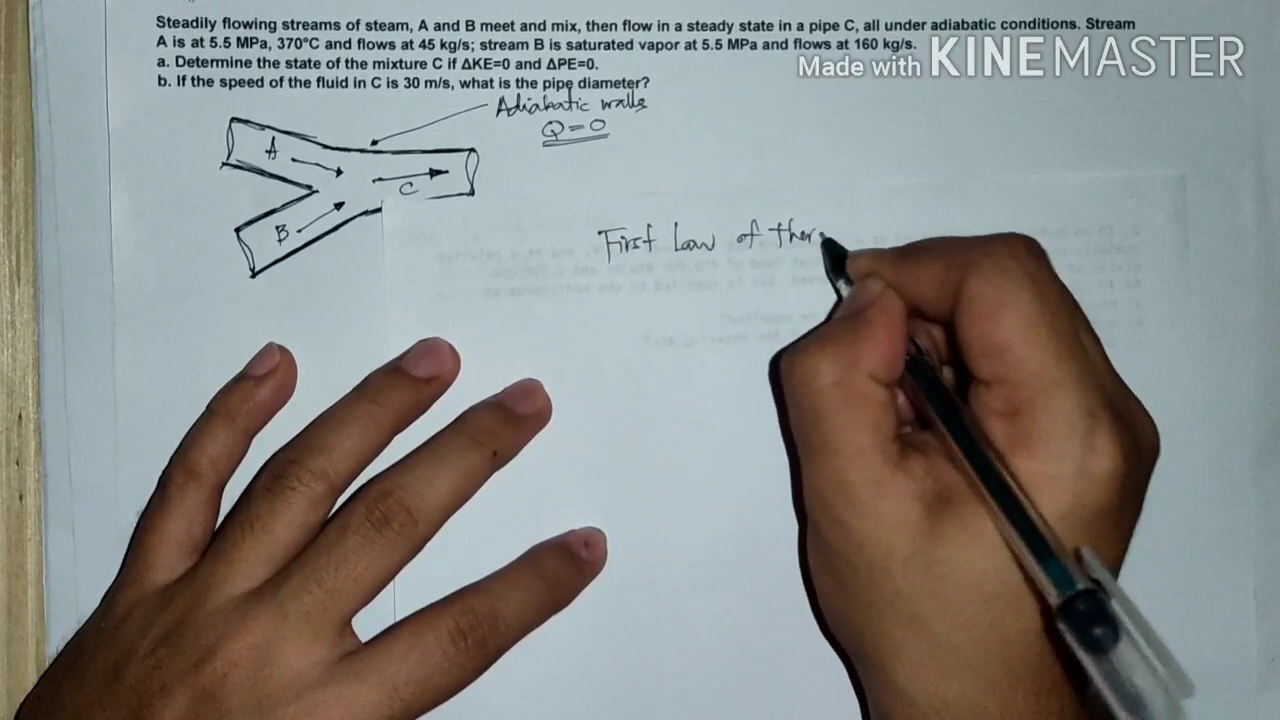 Steadily flowing streams of steam, A and B meet and mix, then flow in a steady state in a pipe C, all under adiabatic conditions. Stream
A is at 5.5 MPa, 370°C and flows at 45 kg/s; stream B is saturated vapor at 5.5 MPa and flows at 160 kg/s.
a. Determine the state of the mixture C if ΔKE=0 and ΔPE=0.
b. If the speed of the fluid in C is 30 m/s, what is the pipe diameter?
Made with KINEMASTER
Adiabatic walls
Q=0
A
C
B
First Law of ther